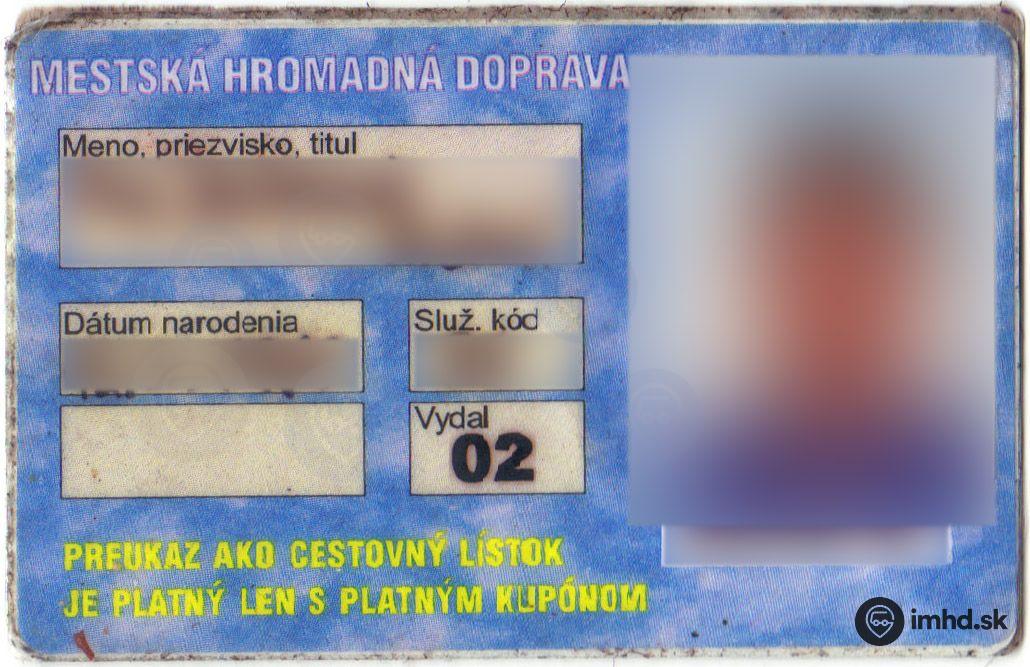 MESTSKÁ HROMADNÁ DOPRAVA
Meno, priezvisko, titul
Dátum narodenia
Služ. kód
Vydal
02
PREUKAZ AKO CESTOVNÝ LÍSTOK
JE PLATNÝ LEN S PLATNÝM KUPÓNOM
imhd.sk